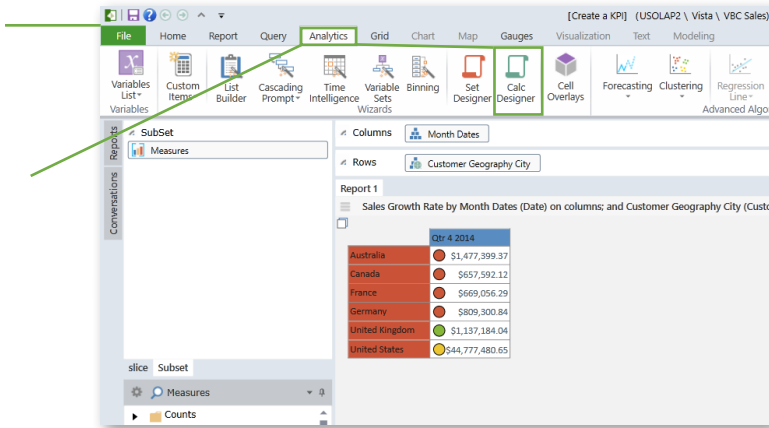 [Create a KPI] (USOLAP2 \ Vista \ VBC Sales)
File Home Report Query Analytics Grid Chart Map Gauges Visualization Text Modeling
Variables List
Custom Items
List Builder
Cascading Prompt
Time Intelligence
Variable Sets
Binning
Set Designer
Calc Designer
Cell Overlays
Forecasting
Clustering
Regression Line
Variables
Wizards
Advanced Algo
Reports
Conversations
SubSet
Measures
Columns Month Dates
Rows Customer Geography City
Report 1
Sales Growth Rate by Month Dates (Date) on columns; and Customer Geography City (Custo
Qtr 4 2014
Australia $1,477,399.37
Canada $657,592.12
France $669,056.29
Germany $809,300.84
United Kingdom $1,137,184.04
United States $44,777,480.65
slice Subset
Measures
Counts